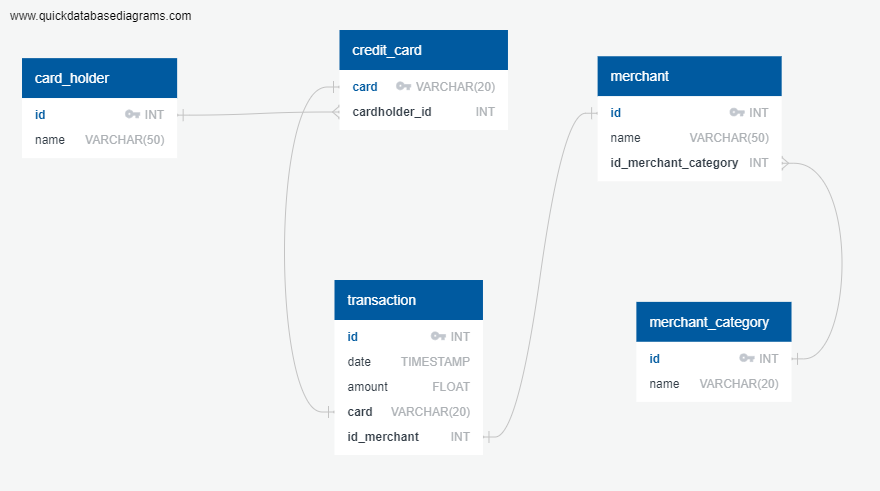 www.quickdatabasediagrams.com
card_holder
id INT
name VARCHAR(50)
credit_card
card VARCHAR(20)
cardholder_id INT
merchant
id INT
name VARCHAR(50)
id_merchant_category INT
transaction
id INT
date TIMESTAMP
amount FLOAT
card VARCHAR(20)
id_merchant INT
merchant_category
id INT
name VARCHAR(20)